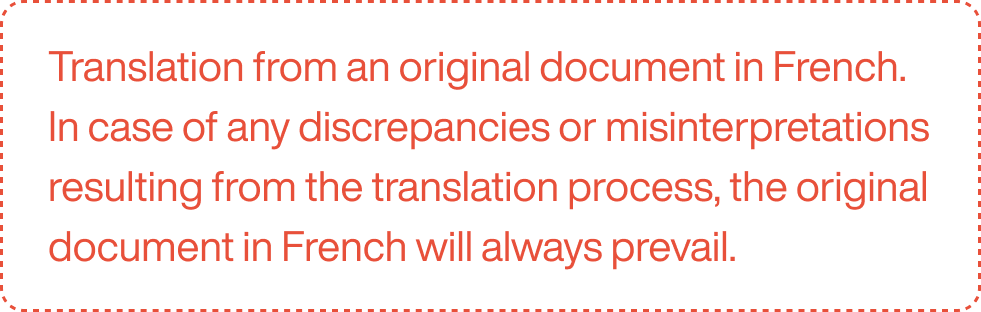 Translation from an original document in French.
In case of any discrepancies or misinterpretations
resulting from the translation process, the original
document in French will always prevail.